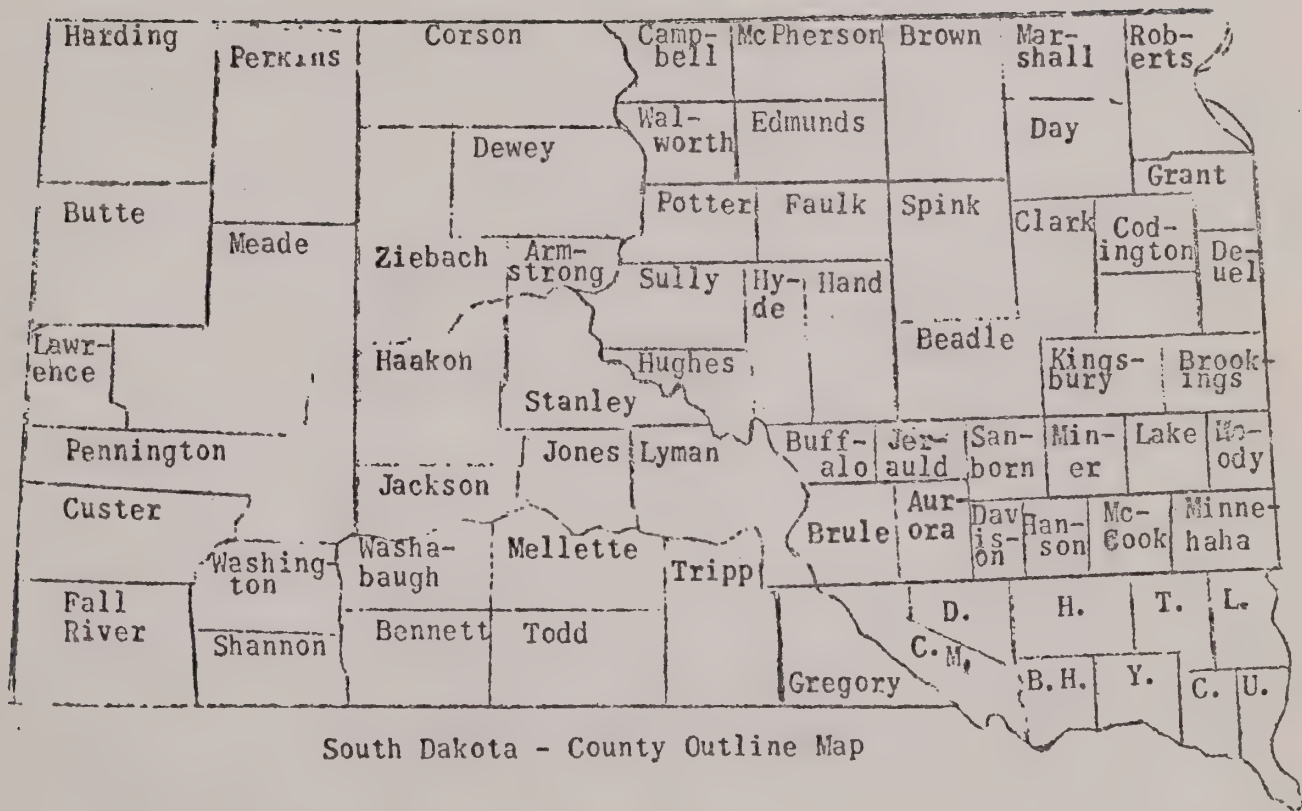 Harding
Perkins
Corson
Camp-
bell
McPherson
Brown
Mar-
shall
Rob-
erts
Wal-
worth
Edmunds
Day
Dewey
Grant
Butte
Potter
Faulk
Spink
Clark
Cod-
ington
Meade
Ziebach
Arm-
strong
Sully
Hy-
de
Hand
De-
uel
Lawr-
ence
Haakon
Hughes
Beadle
Kings-
bury
Brook-
ings
Stanley
Pennington
Jones
Lyman
Buff-
alo
Jer-
auld
San-
born
Min-
er
Lake
Mo-
ody
Jackson
Custer
Brule
Aur-
ora
Dav
is-
on
Han-
son
Mc-
Cook
Minne-
haha
Washing-
ton
Washa-
baugh
Mellette
Tripp
Fall
River
Shannon
Bennett
Todd
Gregory
D.
H.
T.
L.
C.M.
B.H.
Y.
C.
U.
South Dakota - County Outline Map